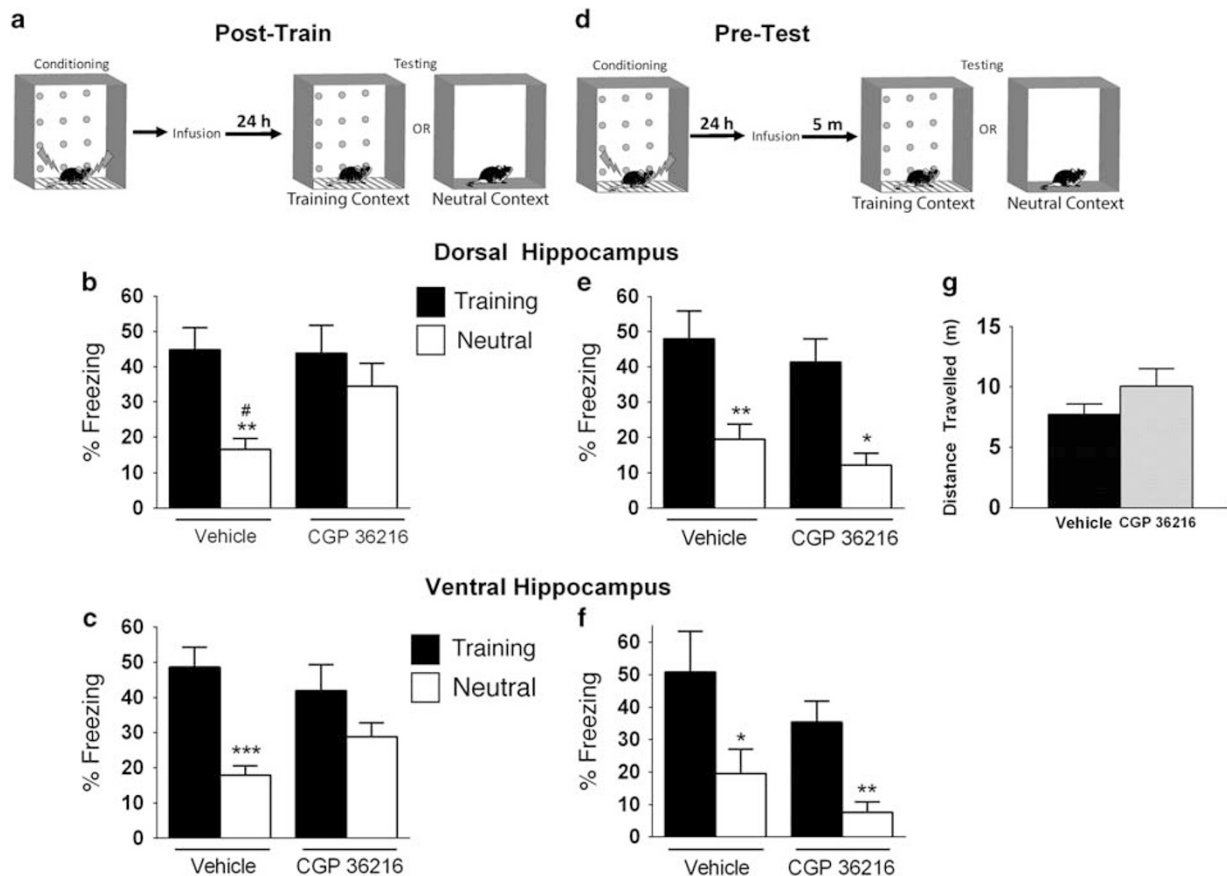 a
Post-Train
Conditioning
Testing
Infusion
24 h
OR
Training Context
Neutral Context
d
Pre-Test
Conditioning
Testing
24 h
Infusion
5 m
OR
Training Context
Neutral Context
Dorsal Hippocampus
b
% Freezing
60
50
40
30
20
10
0
#
**
Vehicle
CGP 36216
Training
Neutral
e
% Freezing
60
50
40
30
20
10
0
**
*
Vehicle
CGP 36216
g
Distance Travelled (m)
15
10
5
0
Vehicle CGP 36216
Ventral Hippocampus
c
% Freezing
60
50
40
30
20
10
0
***
Vehicle
CGP 36216
Training
Neutral
f
% Freezing
60
50
40
30
20
10
0
*
**
Vehicle
CGP 36216